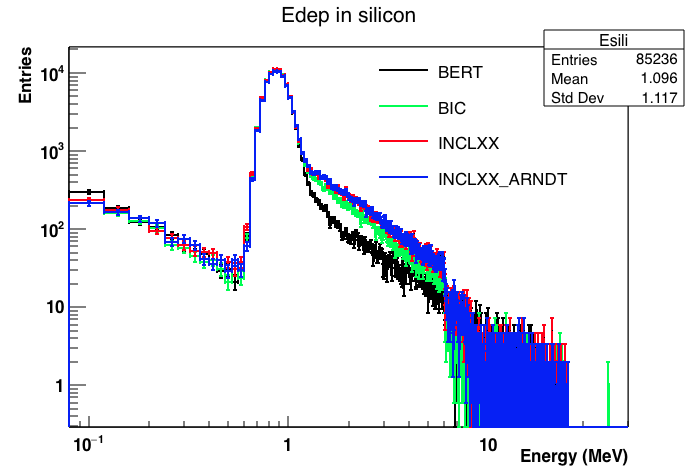 Edep in silicon
Esili
Entries 85236
Mean 1.096
Std Dev 1.117
Entries
BERT
BIC
INCLXX
INCLXX_ARNDT
10⁴
10³
10²
10
1
10⁻¹ 1 10
Energy (MeV)